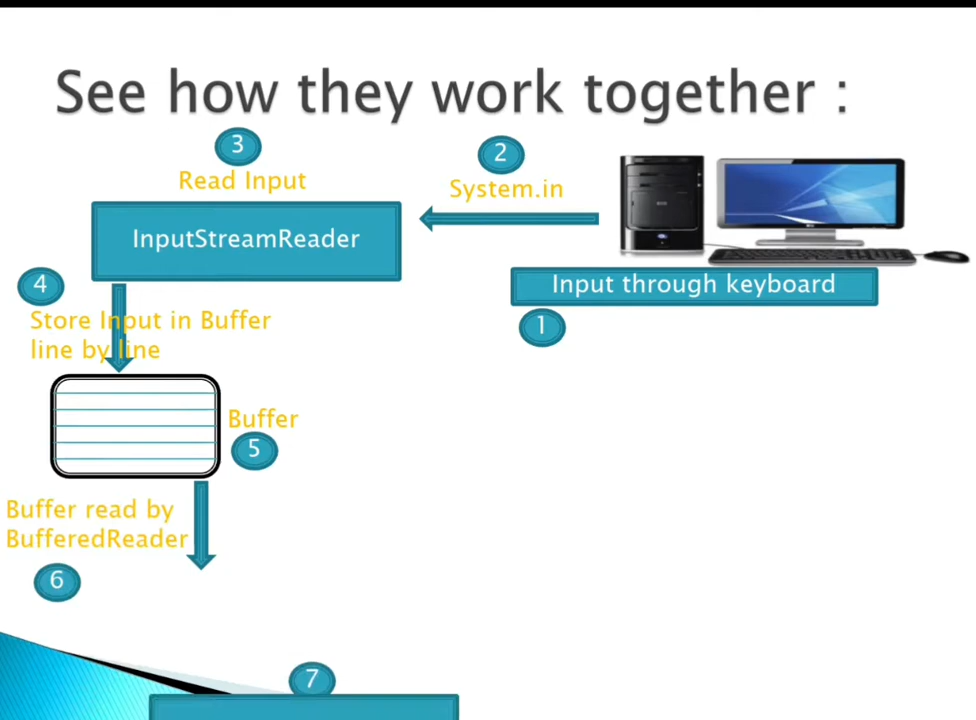 See how they work together :
3
Read Input
2
System.in
InputStreamReader
Input through keyboard
1
4
Store Input in Buffer
line by line
Buffer
5
Buffer read by
BufferedReader
6
7